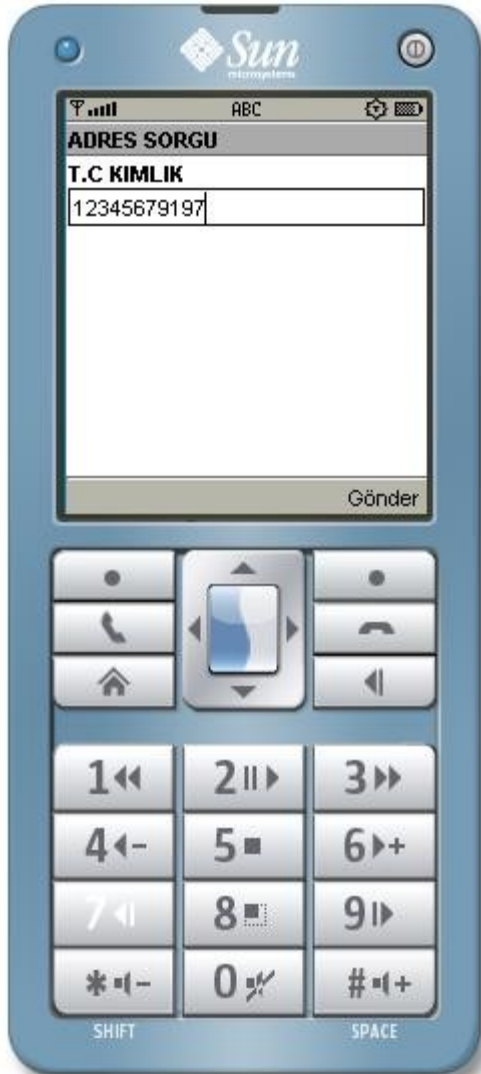 Sun
microsystems
ABC
ADRES SORGU
T.C KIMLIK
12345679197
Gönder
1 2 3
4 - 5 6 +
7 8 9
* - 0 # +
SHIFT SPACE